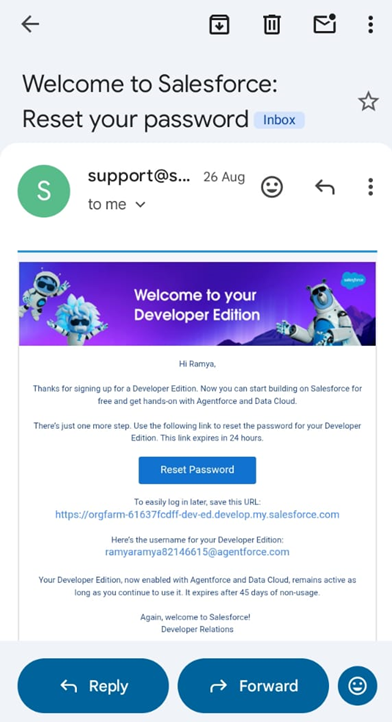 Welcome to Salesforce:
Reset your password Inbox
S
support@s... 26 Aug
to me
salesforce
Welcome to your
Developer Edition
Hi Ramya,
Thanks for signing up for a Developer Edition. Now you can start building on Salesforce for
free and get hands-on with Agentforce and Data Cloud.
There's just one more step. Use the following link to reset the password for your Developer
Edition. This link expires in 24 hours.
Reset Password
To easily log in later, save this URL:
https://orgfarm-61637fcdff-dev-ed.develop.my.salesforce.com
Here's the username for your Developer Edition:
ramyaramya82146615@agentforce.com
Your Developer Edition, now enabled with Agentforce and Data Cloud, remains active as
long as you continue to use it. It expires after 45 days of non-usage.
Again, welcome to Salesforce!
Developer Relations
Reply Forward